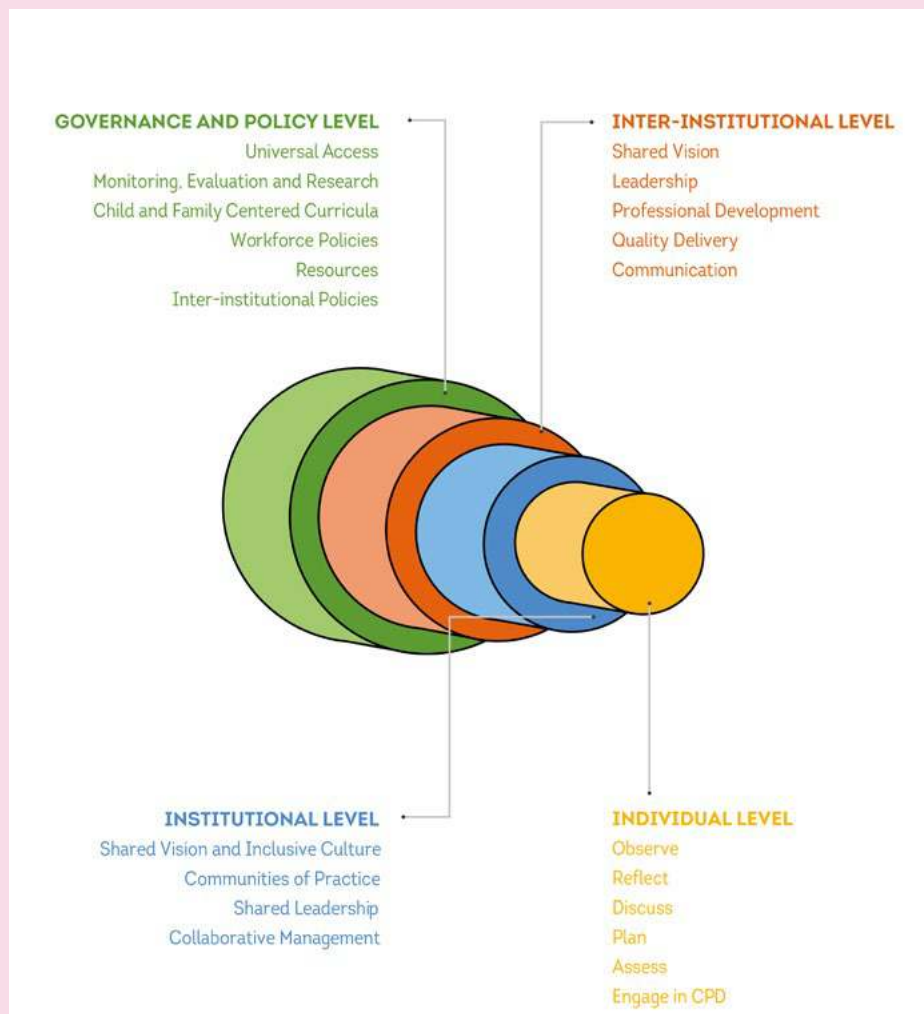 GOVERNANCE AND POLICY LEVEL
Universal Access
Monitoring, Evaluation and Research
Child and Family Centered Curricula
Workforce Policies
Resources
Inter-institutional Policies
INTER-INSTITUTIONAL LEVEL
Shared Vision
Leadership
Professional Development
Quality Delivery
Communication
INSTITUTIONAL LEVEL
Shared Vision and Inclusive Culture
Communities of Practice
Shared Leadership
Collaborative Management
INDIVIDUAL LEVEL
Observe
Reflect
Discuss
Plan
Assess
Engage in CPD